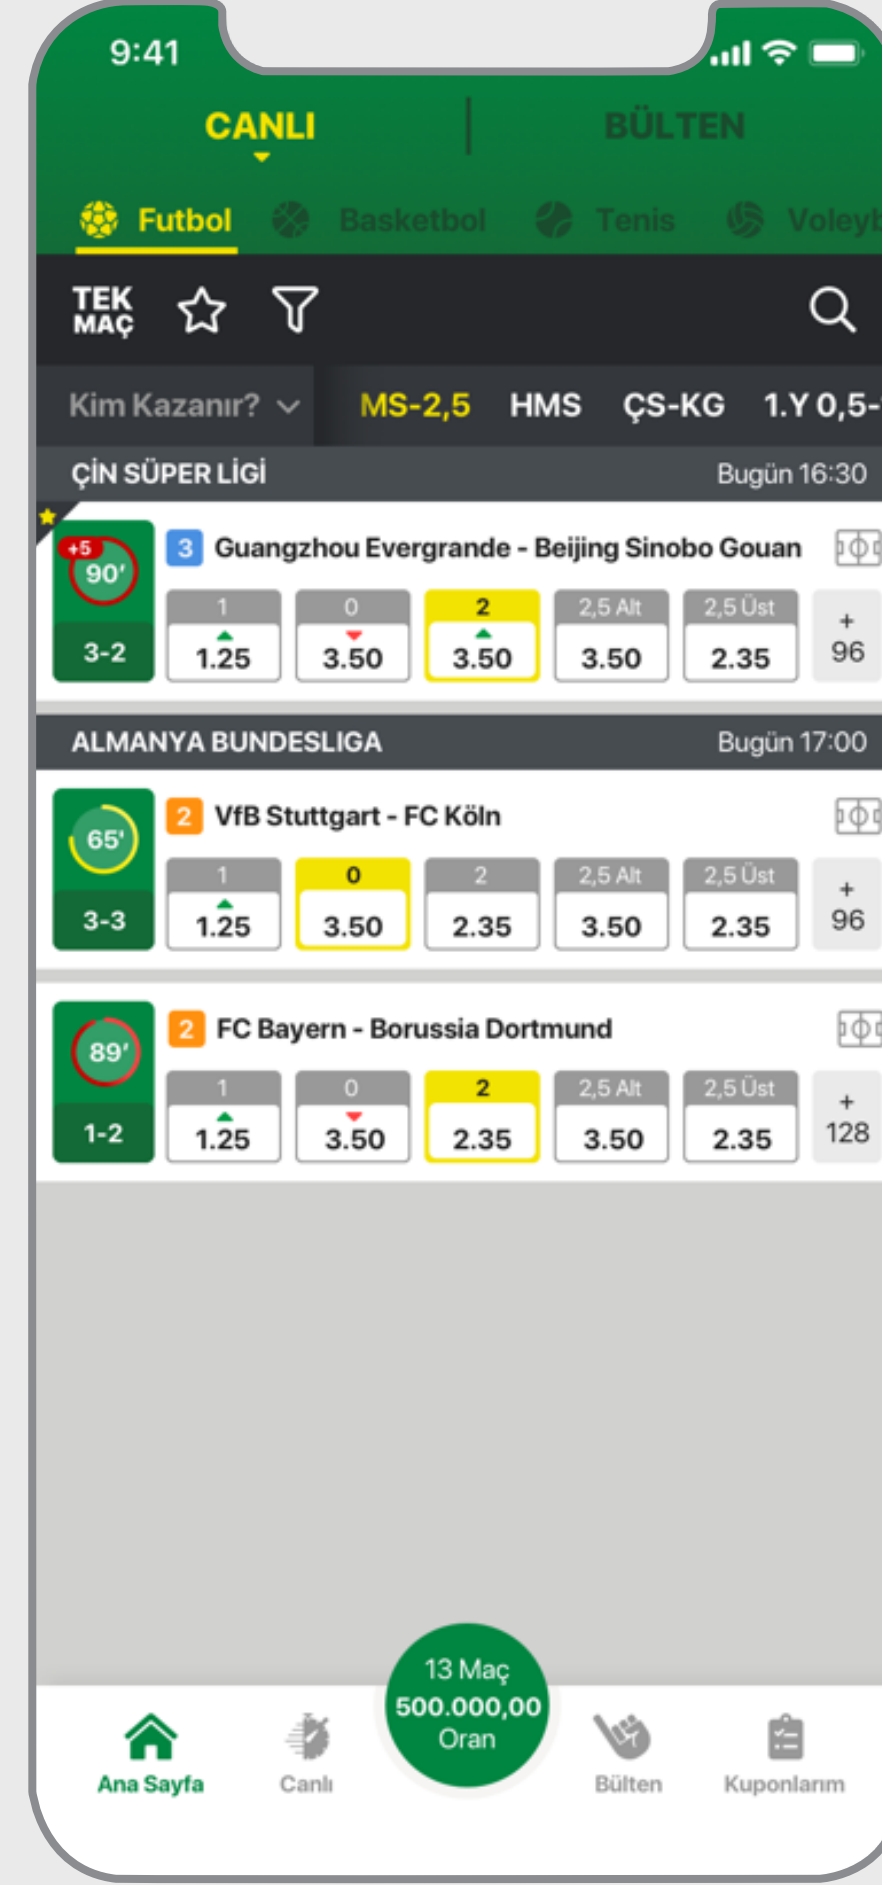 9:41
CANLI BÜLTEN
Futbol Basketbol Tenis
TEK
MAÇ
Kim Kazanır? MS-2,5 HMS ÇS-KG 1.Y 0,5-
ÇİN SÜPER LİGİ Bugün 16:30
+5
90' 3 Guangzhou Evergrande - Beijing Sinobo Gouan
1 0 2 2,5 Alt 2,5 Üst +
3-2 1.25 3.50 3.50 3.50 2.35 96
ALMANYA BUNDESLIGA Bugün 17:00
65' 2 VfB Stuttgart - FC Köln
1 0 2 2,5 Alt 2,5 Üst +
3-3 1.25 3.50 2.35 3.50 2.35 96
89' 2 FC Bayern - Borussia Dortmund
1 0 2 2,5 Alt 2,5 Üst +
1-2 1.25 3.50 2.35 3.50 2.35 128
13 Maç
500.000,00
Oran
Ana Sayfa Canlı Bülten Kuponlarım